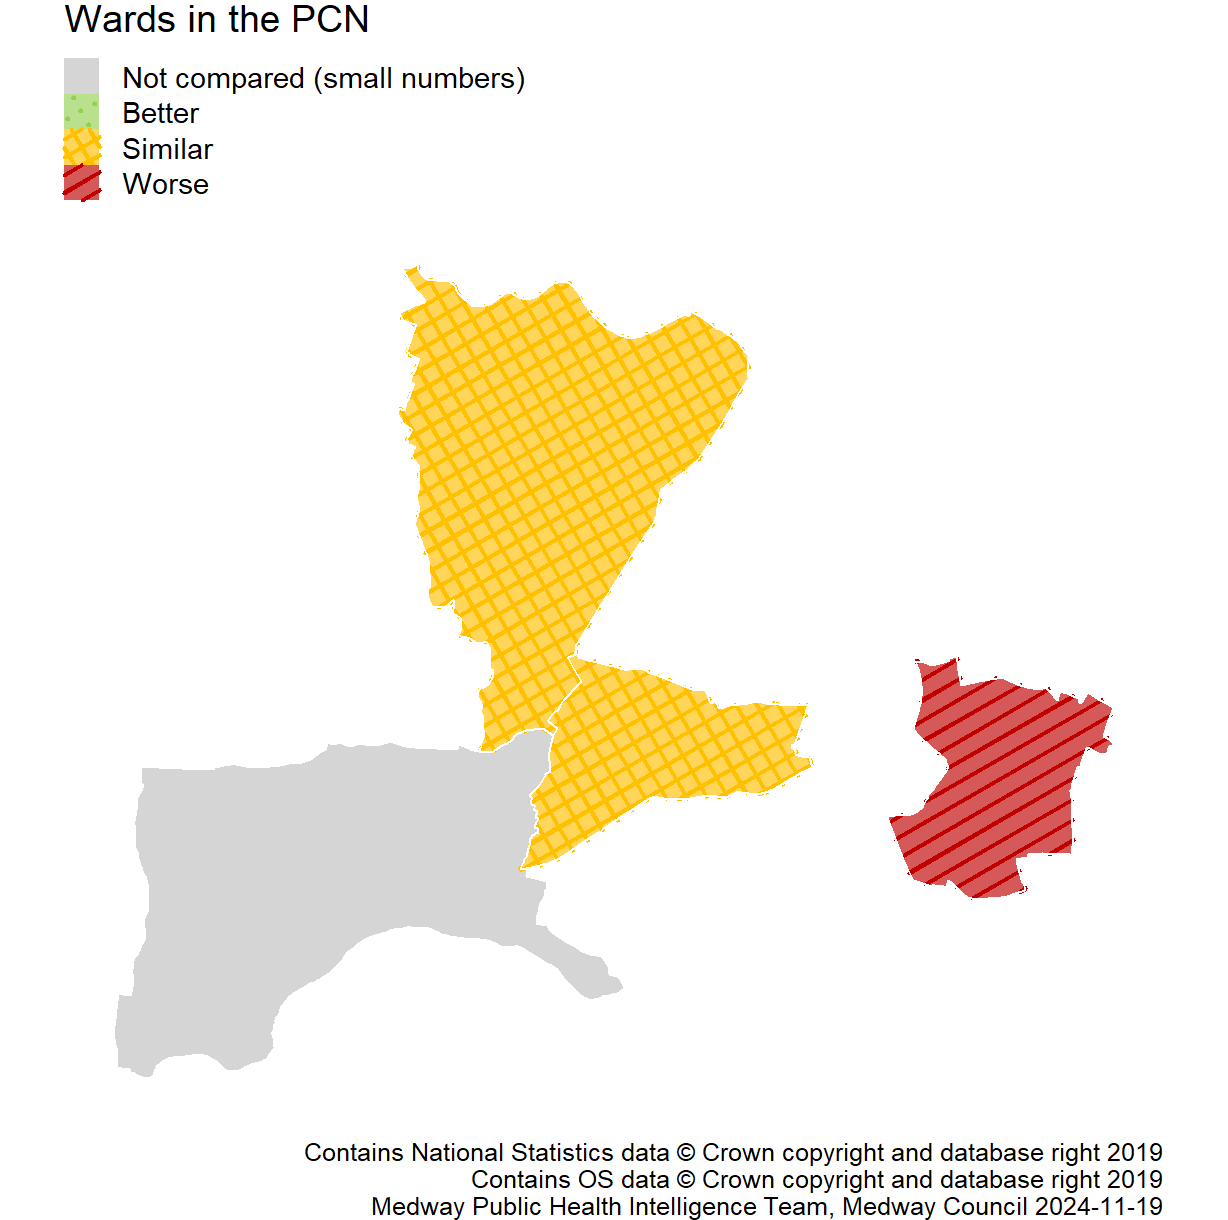 Wards in the PCN
Not compared (small numbers)
Better
Similar
Worse
Contains National Statistics data © Crown copyright and database right 2019
Contains OS data © Crown copyright and database right 2019
Medway Public Health Intelligence Team, Medway Council 2024-11-19